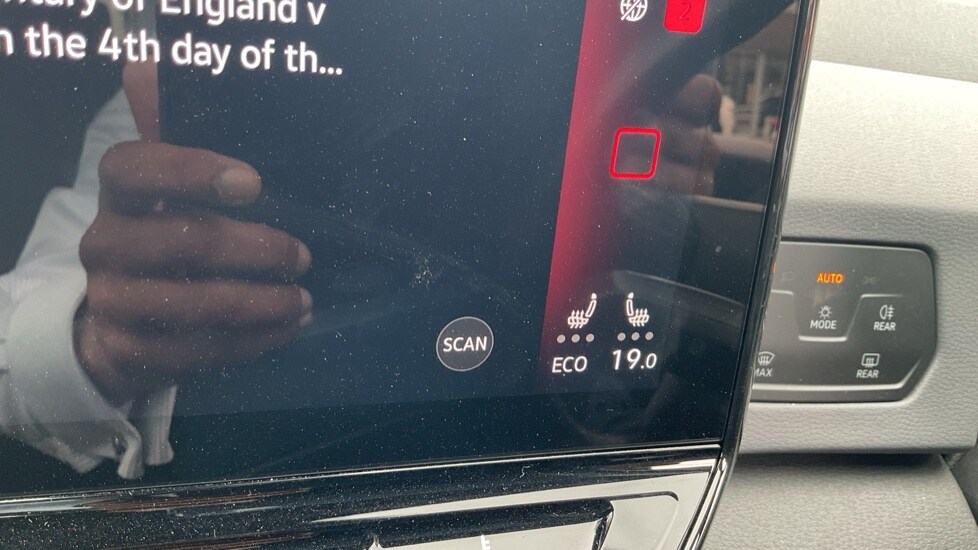 of England v
the 4th day of th...
2
SCAN
ECO 19.0
AUTO
MODE
REAR
MAX
REAR